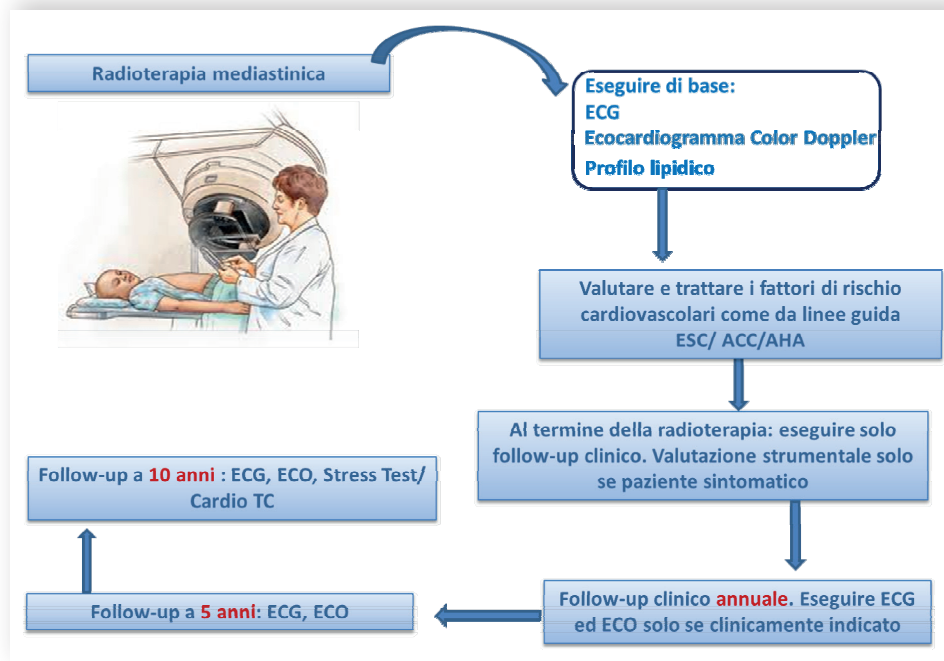 Radioterapia mediastinica
Eseguire di base:
ECG
Ecocardiogramma Color Doppler
Profilo lipidico
Valutare e trattare i fattori di rischio
cardiovascolari come da linee guida
ESC/ ACC/AHA
Al termine della radioterapia: eseguire solo
follow-up clinico. Valutazione strumentale solo
se paziente sintomatico
Follow-up clinico annuale. Eseguire ECG
ed ECO solo se clinicamente indicato
Follow-up a 5 anni: ECG, ECO
Follow-up a 10 anni : ECG, ECO, Stress Test/
Cardio TC